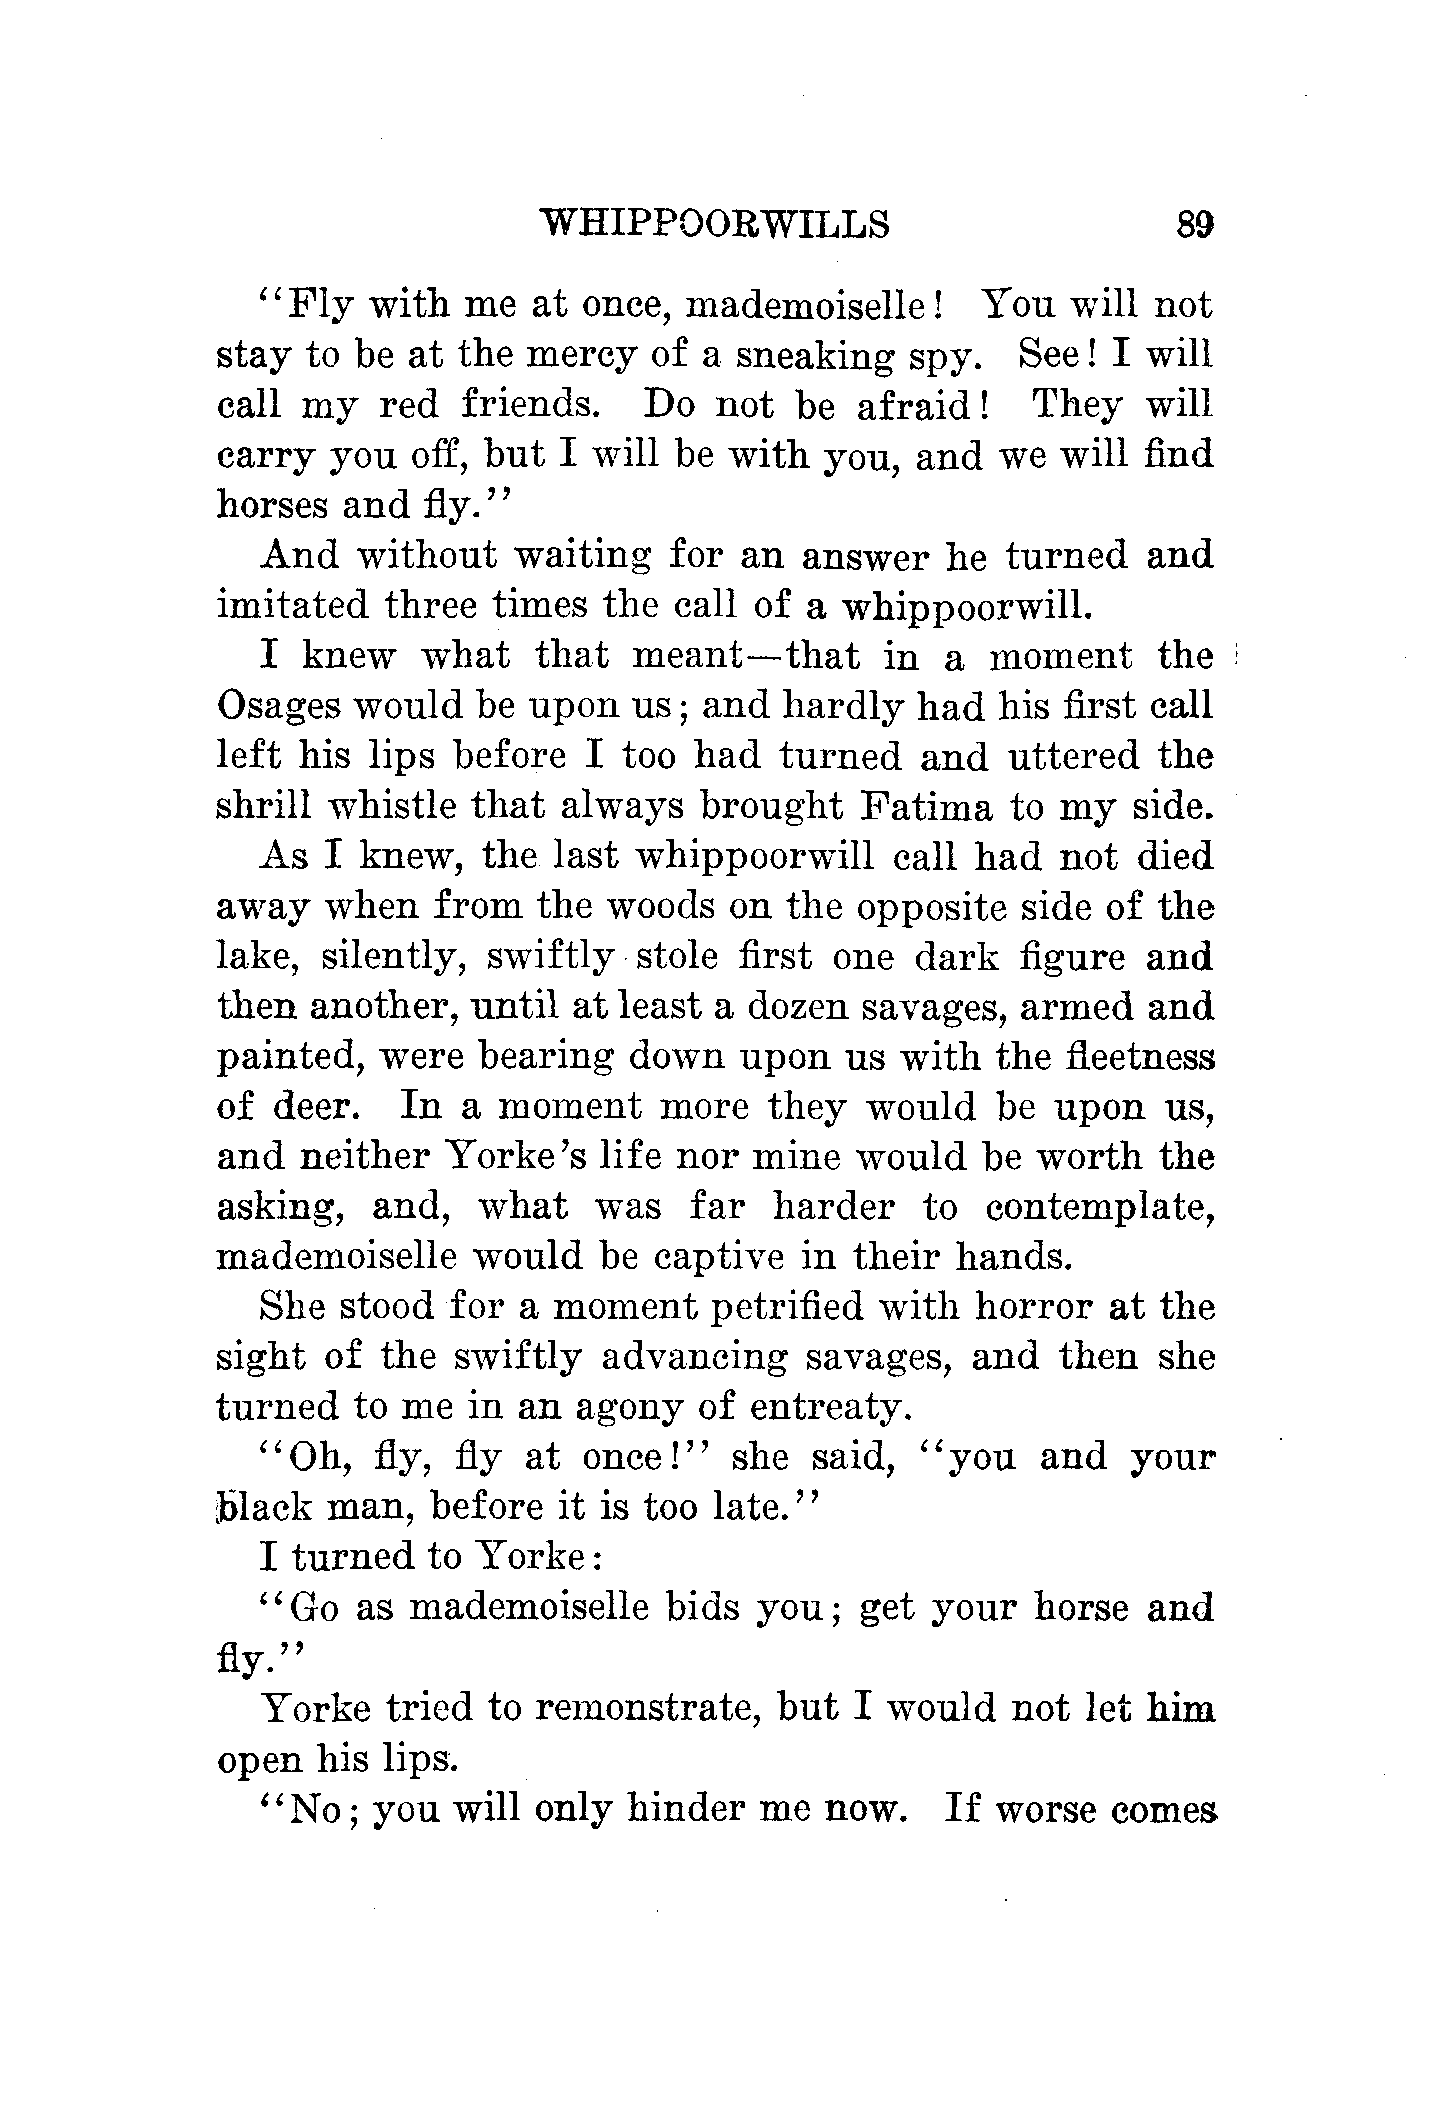 WHIPPOORWILLS 89
“Fly with me at once, mademoiselle! You will not
stay to be at the mercy of a sneaking spy. See! I will
call my red friends. Do not be afraid! They will
carry you off, but I will be with you, and we will find
horses and fly.”
And without waiting for an answer he turned and
imitated three times the call of a whippoorwill.
I knew what that meant—that in a moment the
Osages would be upon us; and hardly had his first call
left his lips before I too had turned and uttered the
shrill whistle that always brought Fatima to my side.
As I knew, the last whippoorwill call had not died
away when from the woods on the opposite side of the
lake, silently, swiftly stole first one dark figure and
then another, until at least a dozen savages, armed and
painted, were bearing down upon us with the fleetness
of deer. In a moment more they would be upon us,
and neither Yorke’s life nor mine would be worth the
asking, and, what was far harder to contemplate,
mademoiselle would be captive in their hands.
She stood for a moment petrified with horror at the
sight of the swiftly advancing savages, and then she
turned to me in an agony of entreaty.
“Oh, fly, fly at once!” she said, “you and your
black man, before it is too late.”
I turned to Yorke:
“Go as mademoiselle bids you; get your horse and
fly.”
Yorke tried to remonstrate, but I would not let him
open his lips.
“No; you will only hinder me now. If worse comes